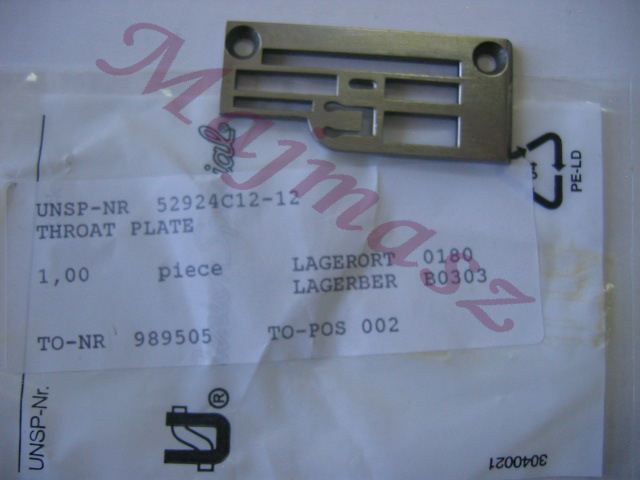 Majmasz
UNSP-NR 52924C12-12
THROAT PLATE
1,00 piece LAGERORT 0180
LAGERBER B0303
TO-NR 989505 TO-POS 002
PE-LD
UNSP-Nr.
®
3040021